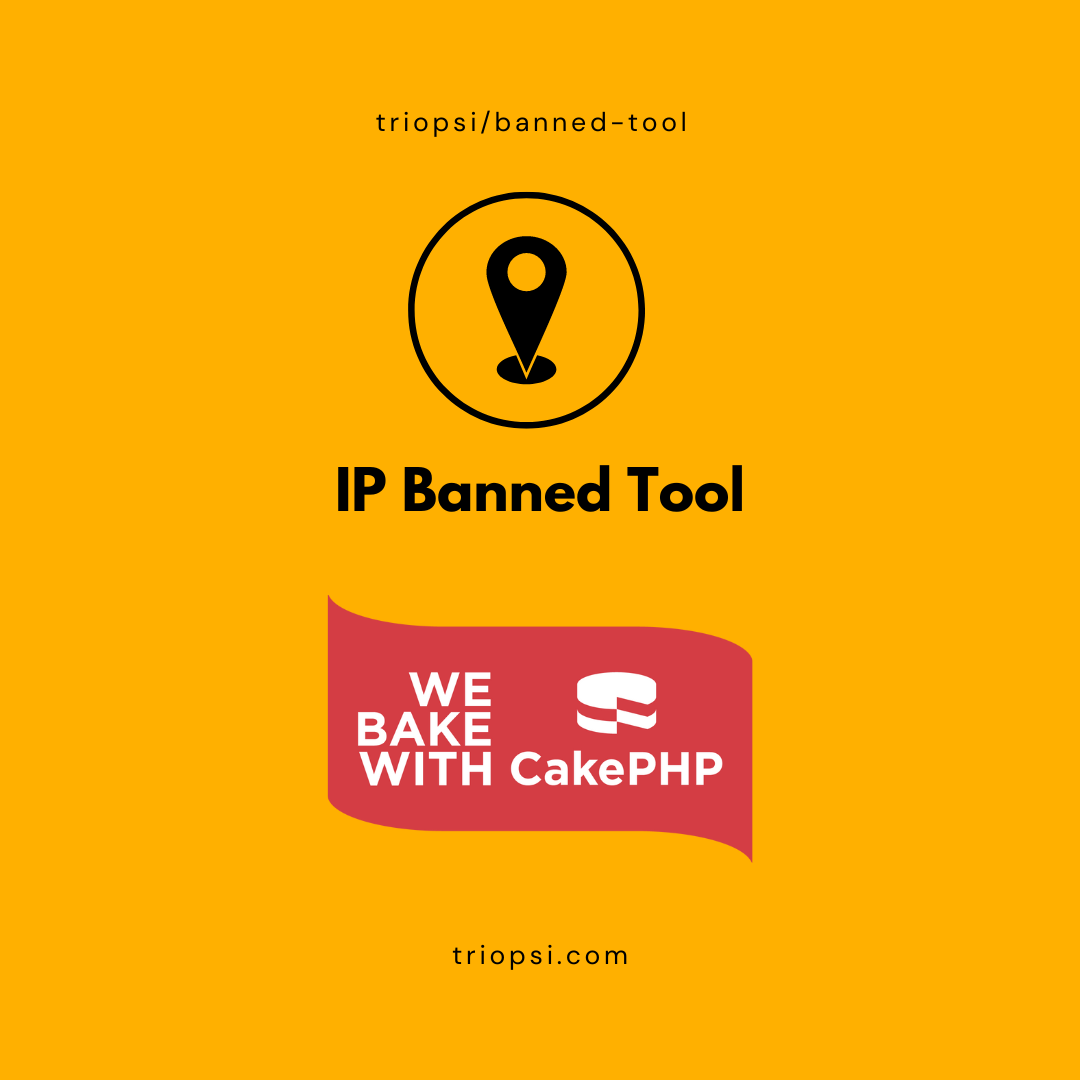 triopsi/banned-tool
IP Banned Tool
WE
BAKE
WITH CakePHP
triopsi.com